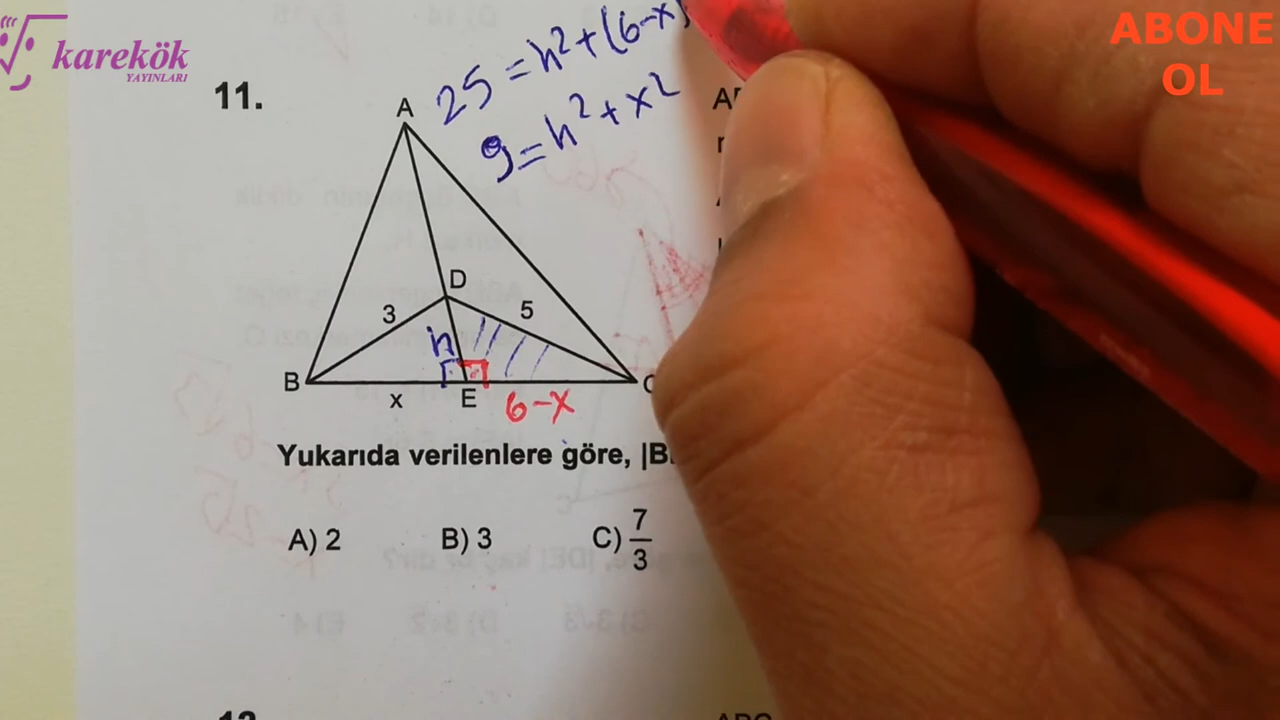 karekök
YAYINLARI
ABONE
OL
11.
25 = h² + (6-x)
9 = h² + x²
A
D
3
5
h
B
x
E
6-x
C
Yukarıda verilenlere göre,
A) 2
B) 3
C) 7/3